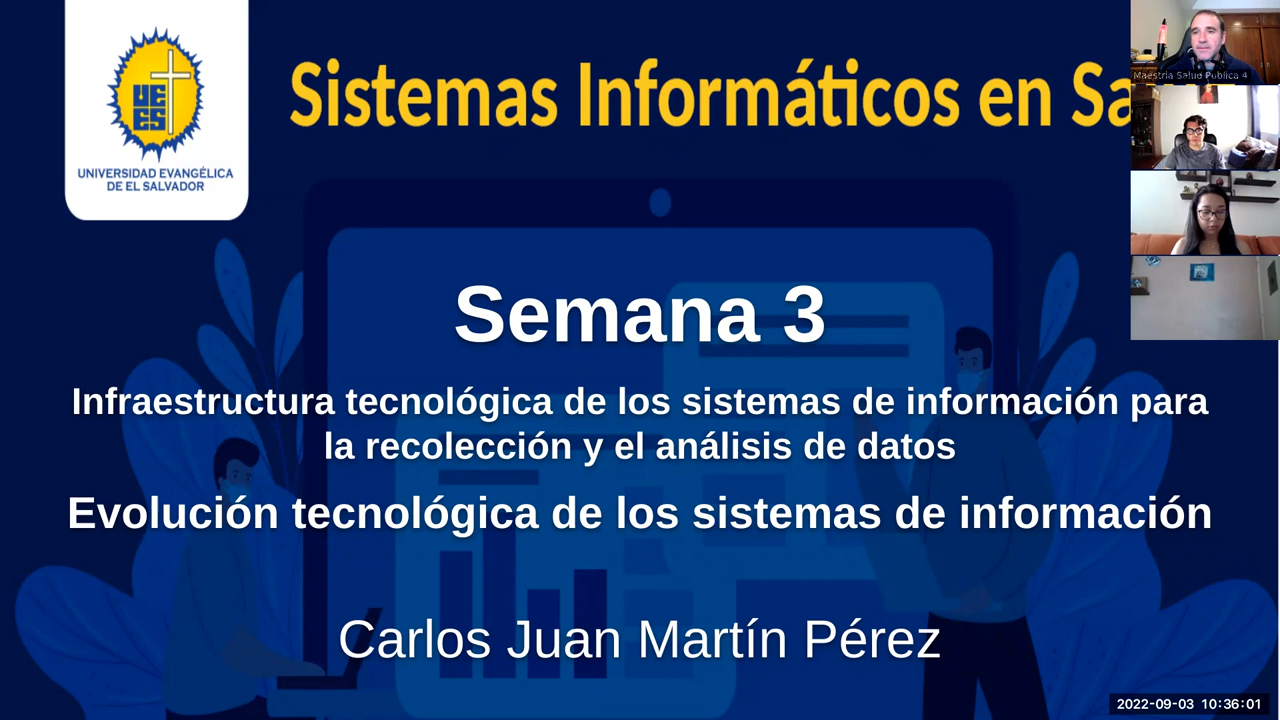 UE
ES
UNIVERSIDAD EVANGÉLICA
DE EL SALVADOR
Sistemas Informáticos en Sa
Maestría Salud Pública 4
Semana 3
Infraestructura tecnológica de los sistemas de información para
la recolección y el análisis de datos
Evolución tecnológica de los sistemas de información
Carlos Juan Martín Pérez
2022-09-03 10:36:01